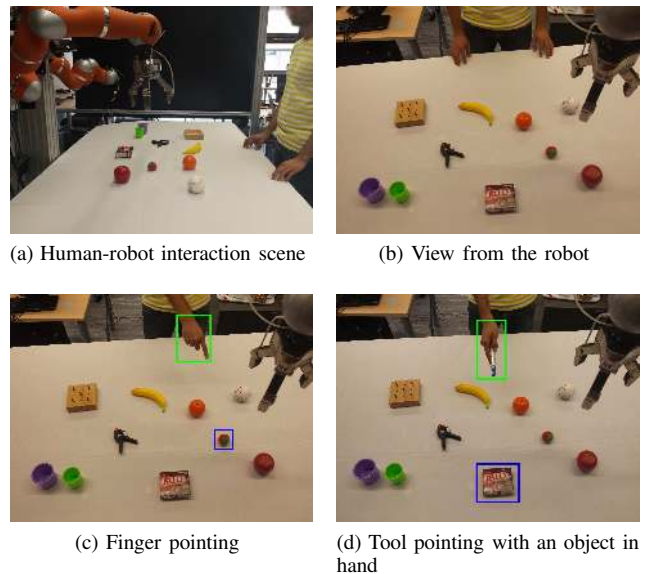 (a) Human-robot interaction scene
(b) View from the robot
(c) Finger pointing
(d) Tool pointing with an object in
hand